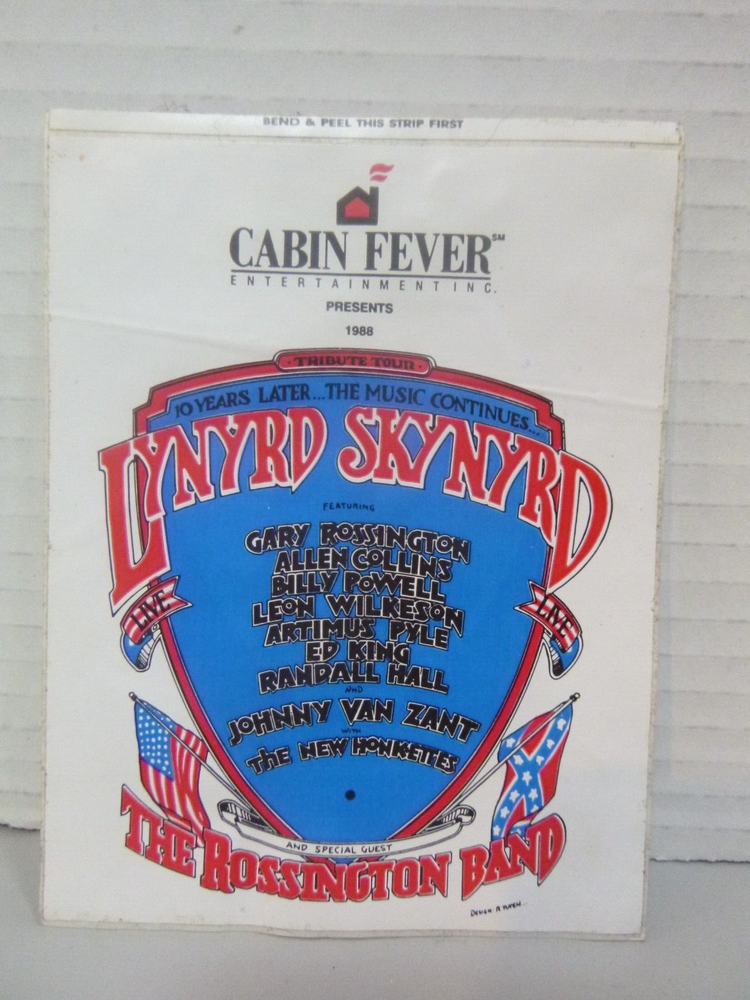 BEND & PEEL THIS STRIP FIRST
CABIN FEVER℠
ENTERTAINMENT INC.
PRESENTS
1988
TRIBUTE TOUR
10 YEARS LATER...THE MUSIC CONTINUES...
LYNYRD SKYNYRD
FEATURING
GARY ROSSINGTON
ALLEN COLLINS
BILLY POWELL
LEON WILKESON
ARTIMUS PYLE
ED KING
RANDALL HALL
AND
JOHNNY VAN ZANT
WITH
THE NEW HONKETTES
LIVE
LIVE
AND SPECIAL GUEST
THE ROSSINGTON BAND
DESIGN